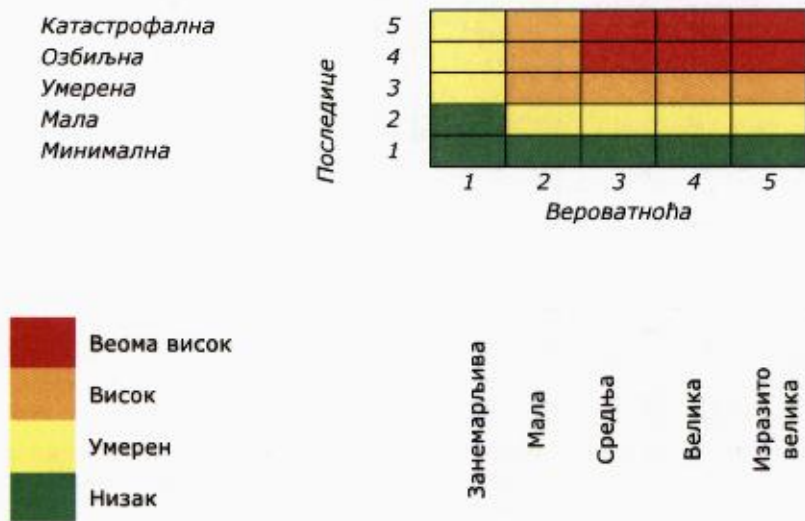 Катастрофална 5
Озбиљна 4
Умерена 3
Мала 2
Минимална 1
Последице
1 2 3 4 5
Вероватноћа
Веома висок
Висок
Умерен
Низак
Занемарљива
Мала
Средња
Велика
Изразито
велика